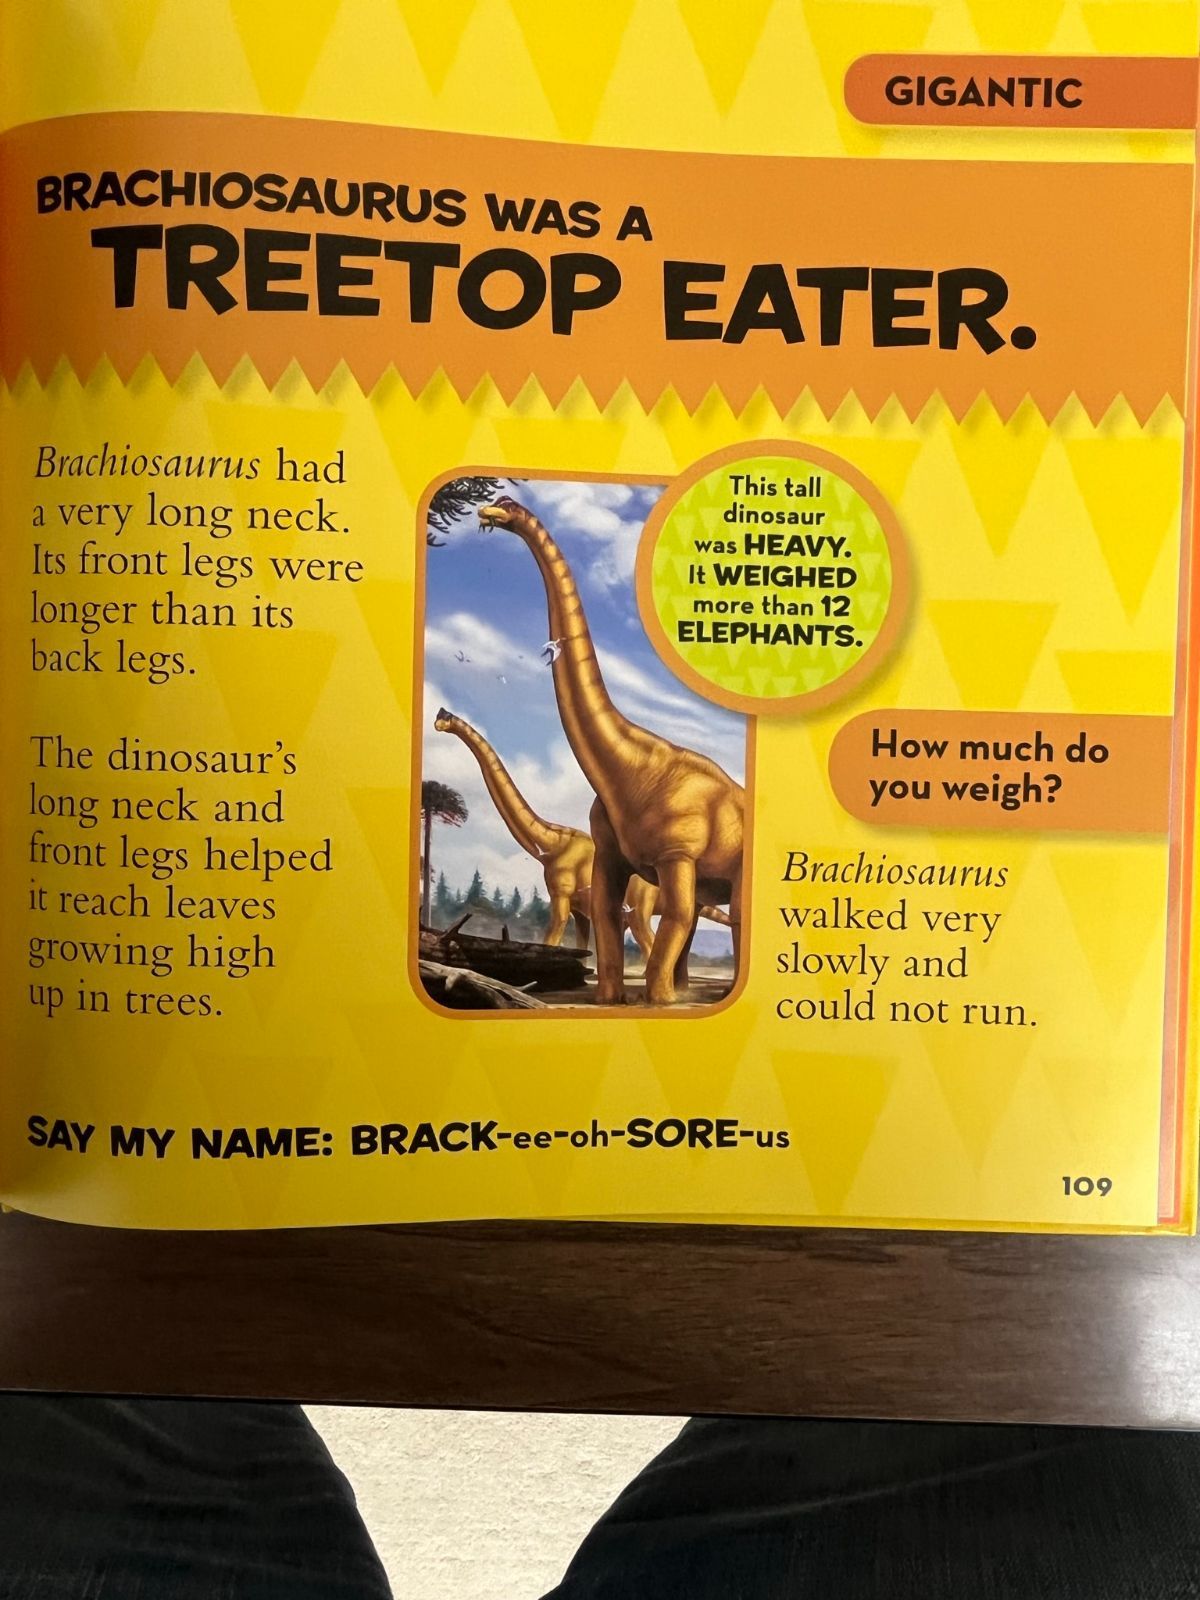 GIGANTIC
BRACHIOSAURUS WAS A
TREETOP EATER.
Brachiosaurus had
a very long neck.
Its front legs were
longer than its
back legs.
The dinosaur's
long neck and
front legs helped
it reach leaves
growing high
up in trees.
This tall
dinosaur
was HEAVY.
It WEIGHED
more than 12
ELEPHANTS.
How much do
you weigh?
Brachiosaurus
walked very
slowly and
could not run.
SAY MY NAME: BRACK-ee-oh-SORE-us
109